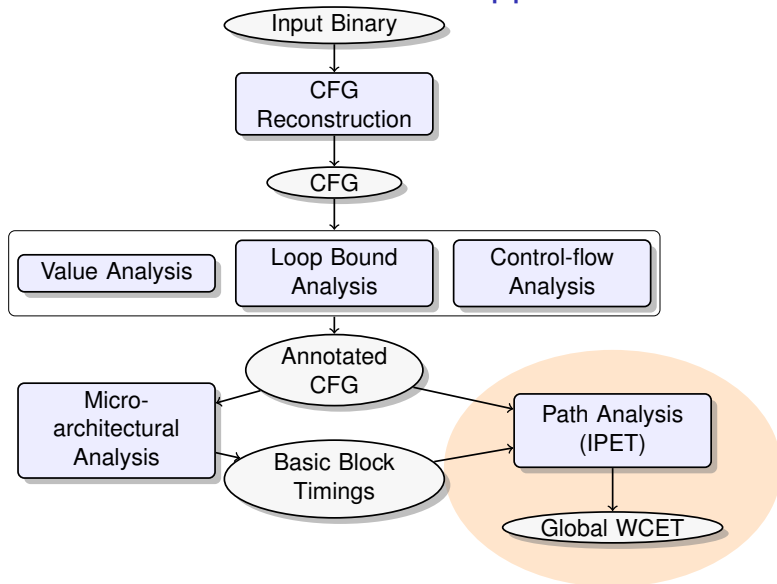 Input Binary
CFG
Reconstruction
CFG
Value Analysis
Loop Bound
Analysis
Control-flow
Analysis
Annotated
CFG
Micro-
architectural
Analysis
Basic Block
Timings
Path Analysis
(IPET)
Global WCET